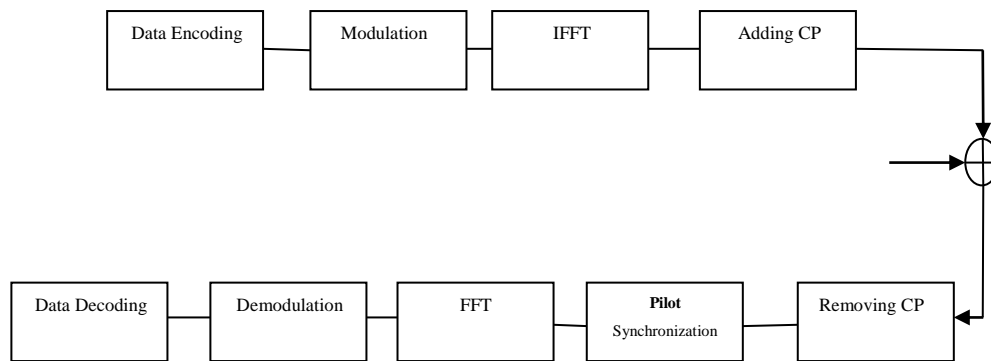 Data Encoding
Modulation
IFFT
Adding CP
Data Decoding
Demodulation
FFT
Pilot
Synchronization
Removing CP